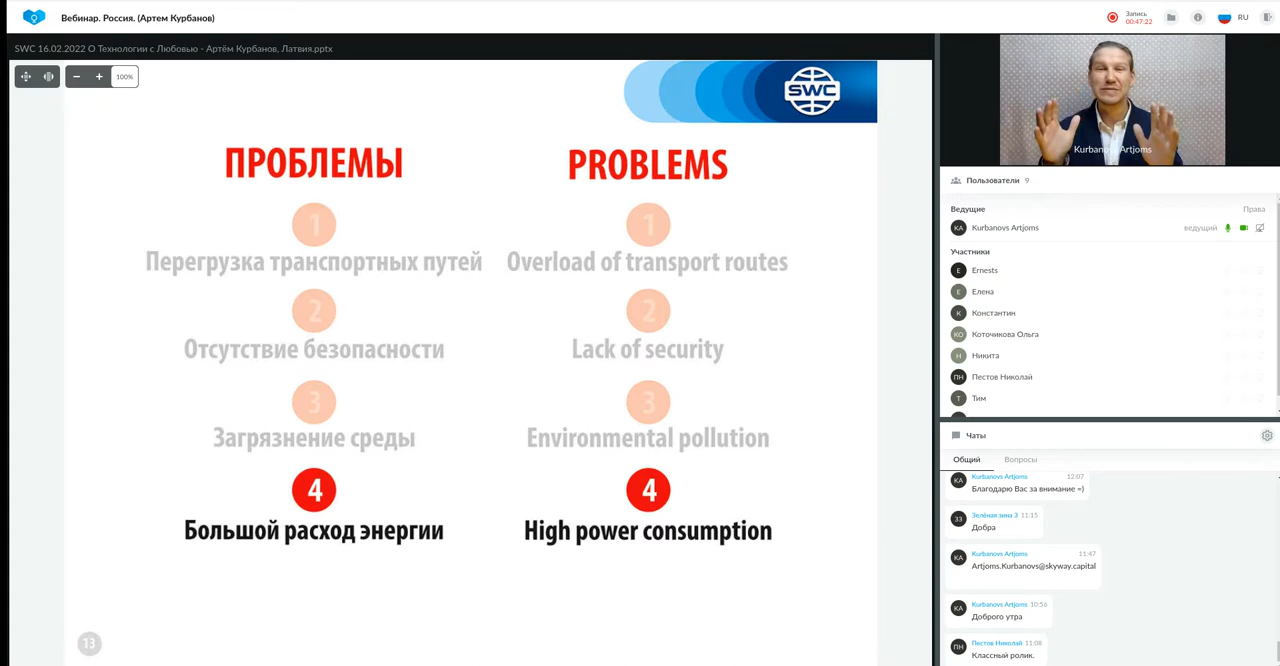 Вебинар. Россия. (Артем Курбанов)
Запись
00:47:22
RU
SWC 16.02.2022 О Технологии с Любовью - Артём Курбанов, Латвия.pptx
100%
SWC
ПРОБЛЕМЫ
1
Перегрузка транспортных путей
2
Отсутствие безопасности
3
Загрязнение среды
4
Большой расход энергии
PROBLEMS
1
Overload of transport routes
2
Lack of security
3
Environmental pollution
4
High power consumption
13
Kurbanovs Artjoms
Пользователи 9
Ведущие Права
KA Kurbanovs Artjoms ведущий
Участники
E Ernests
Е Елена
К Константин
КО Коточикова Ольга
Н Никита
ПН Пестов Николай
Т Тим
Чаты
Общий Вопросы
KA Kurbanovs Artjoms 12:07
Благодарю Вас за внимание =)
ЗЗ Зелёная зина 3 11:15
Добра
KA Kurbanovs Artjoms 11:47
Artjoms.Kurbanovs@skyway.capital
KA Kurbanovs Artjoms 10:56
Доброго утра
ПН Пестов Николай 11:08
Классный ролик.